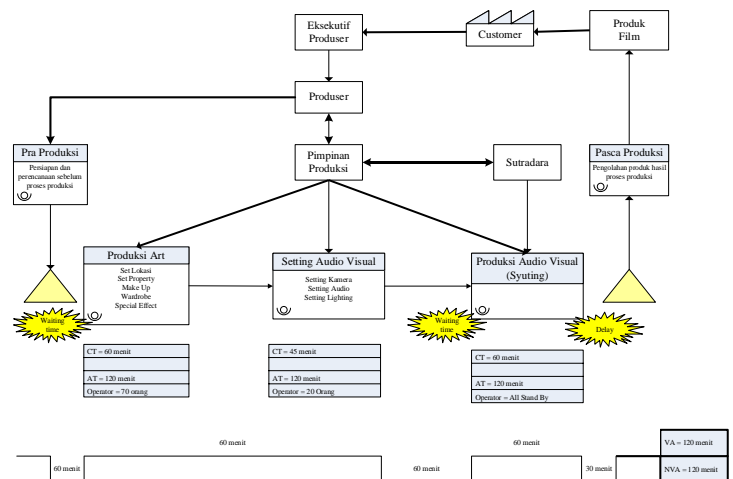 Eksekutif
Produser
Customer
Produk
Film
Produser
Pra Produksi
Persiapan dan
perencanaan sebelum
proses produksi
Pimpinan
Produksi
Sutradara
Pasca Produksi
Pengolahan produk hasil
proses produksi
Produksi Art
Set Lokasi
Set Property
Make Up
Wardrobe
Special Effect
Setting Audio Visual
Setting Kamera
Setting Audio
Setting Lighting
Produksi Audio Visual
(Syuting)
Waiting
time
Waiting
time
Delay
CT = 60 menit
AT = 120 menit
Operator = 70 orang
CT = 45 menit
AT = 120 menit
Operator = 20 Orang
CT = 60 menit
AT = 120 menit
Operator = All Stand By
60 menit
60 menit
60 menit
60 menit
30 menit
VA = 120 menit
NVA = 120 menit